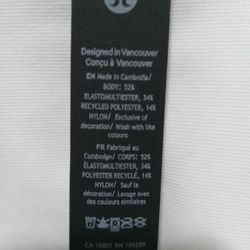 Designed in Vancouver
Conçu à Vancouver
EN Made in Cambodia/
BODY: 52%
ELASTOMULTIESTER, 34%
RECYCLED POLYESTER, 14%
NYLON/ Exclusive of
decoration/ Wash with like
colours
FR Fabriqué au
Cambodge/ CORPS: 52%
ÉLASTOMULTIESTER, 34%
POLYESTER RECYCLÉ, 14%
NYLON/ Sauf la
décoration/ Lavage avec
des couleurs similaires
CA 35801 RN 106259